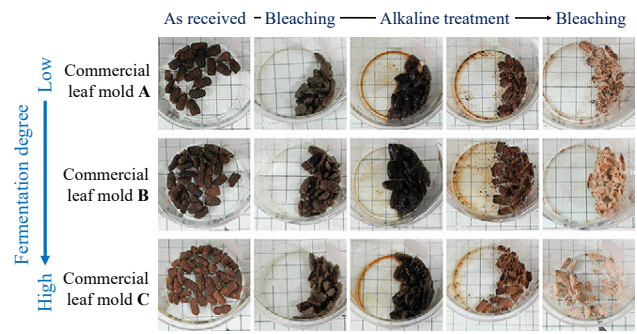 As received – Bleaching — Alkaline treatment → Bleaching
Low
Commercial
leaf mold A
Fermentation degree
Commercial
leaf mold B
High
Commercial
leaf mold C